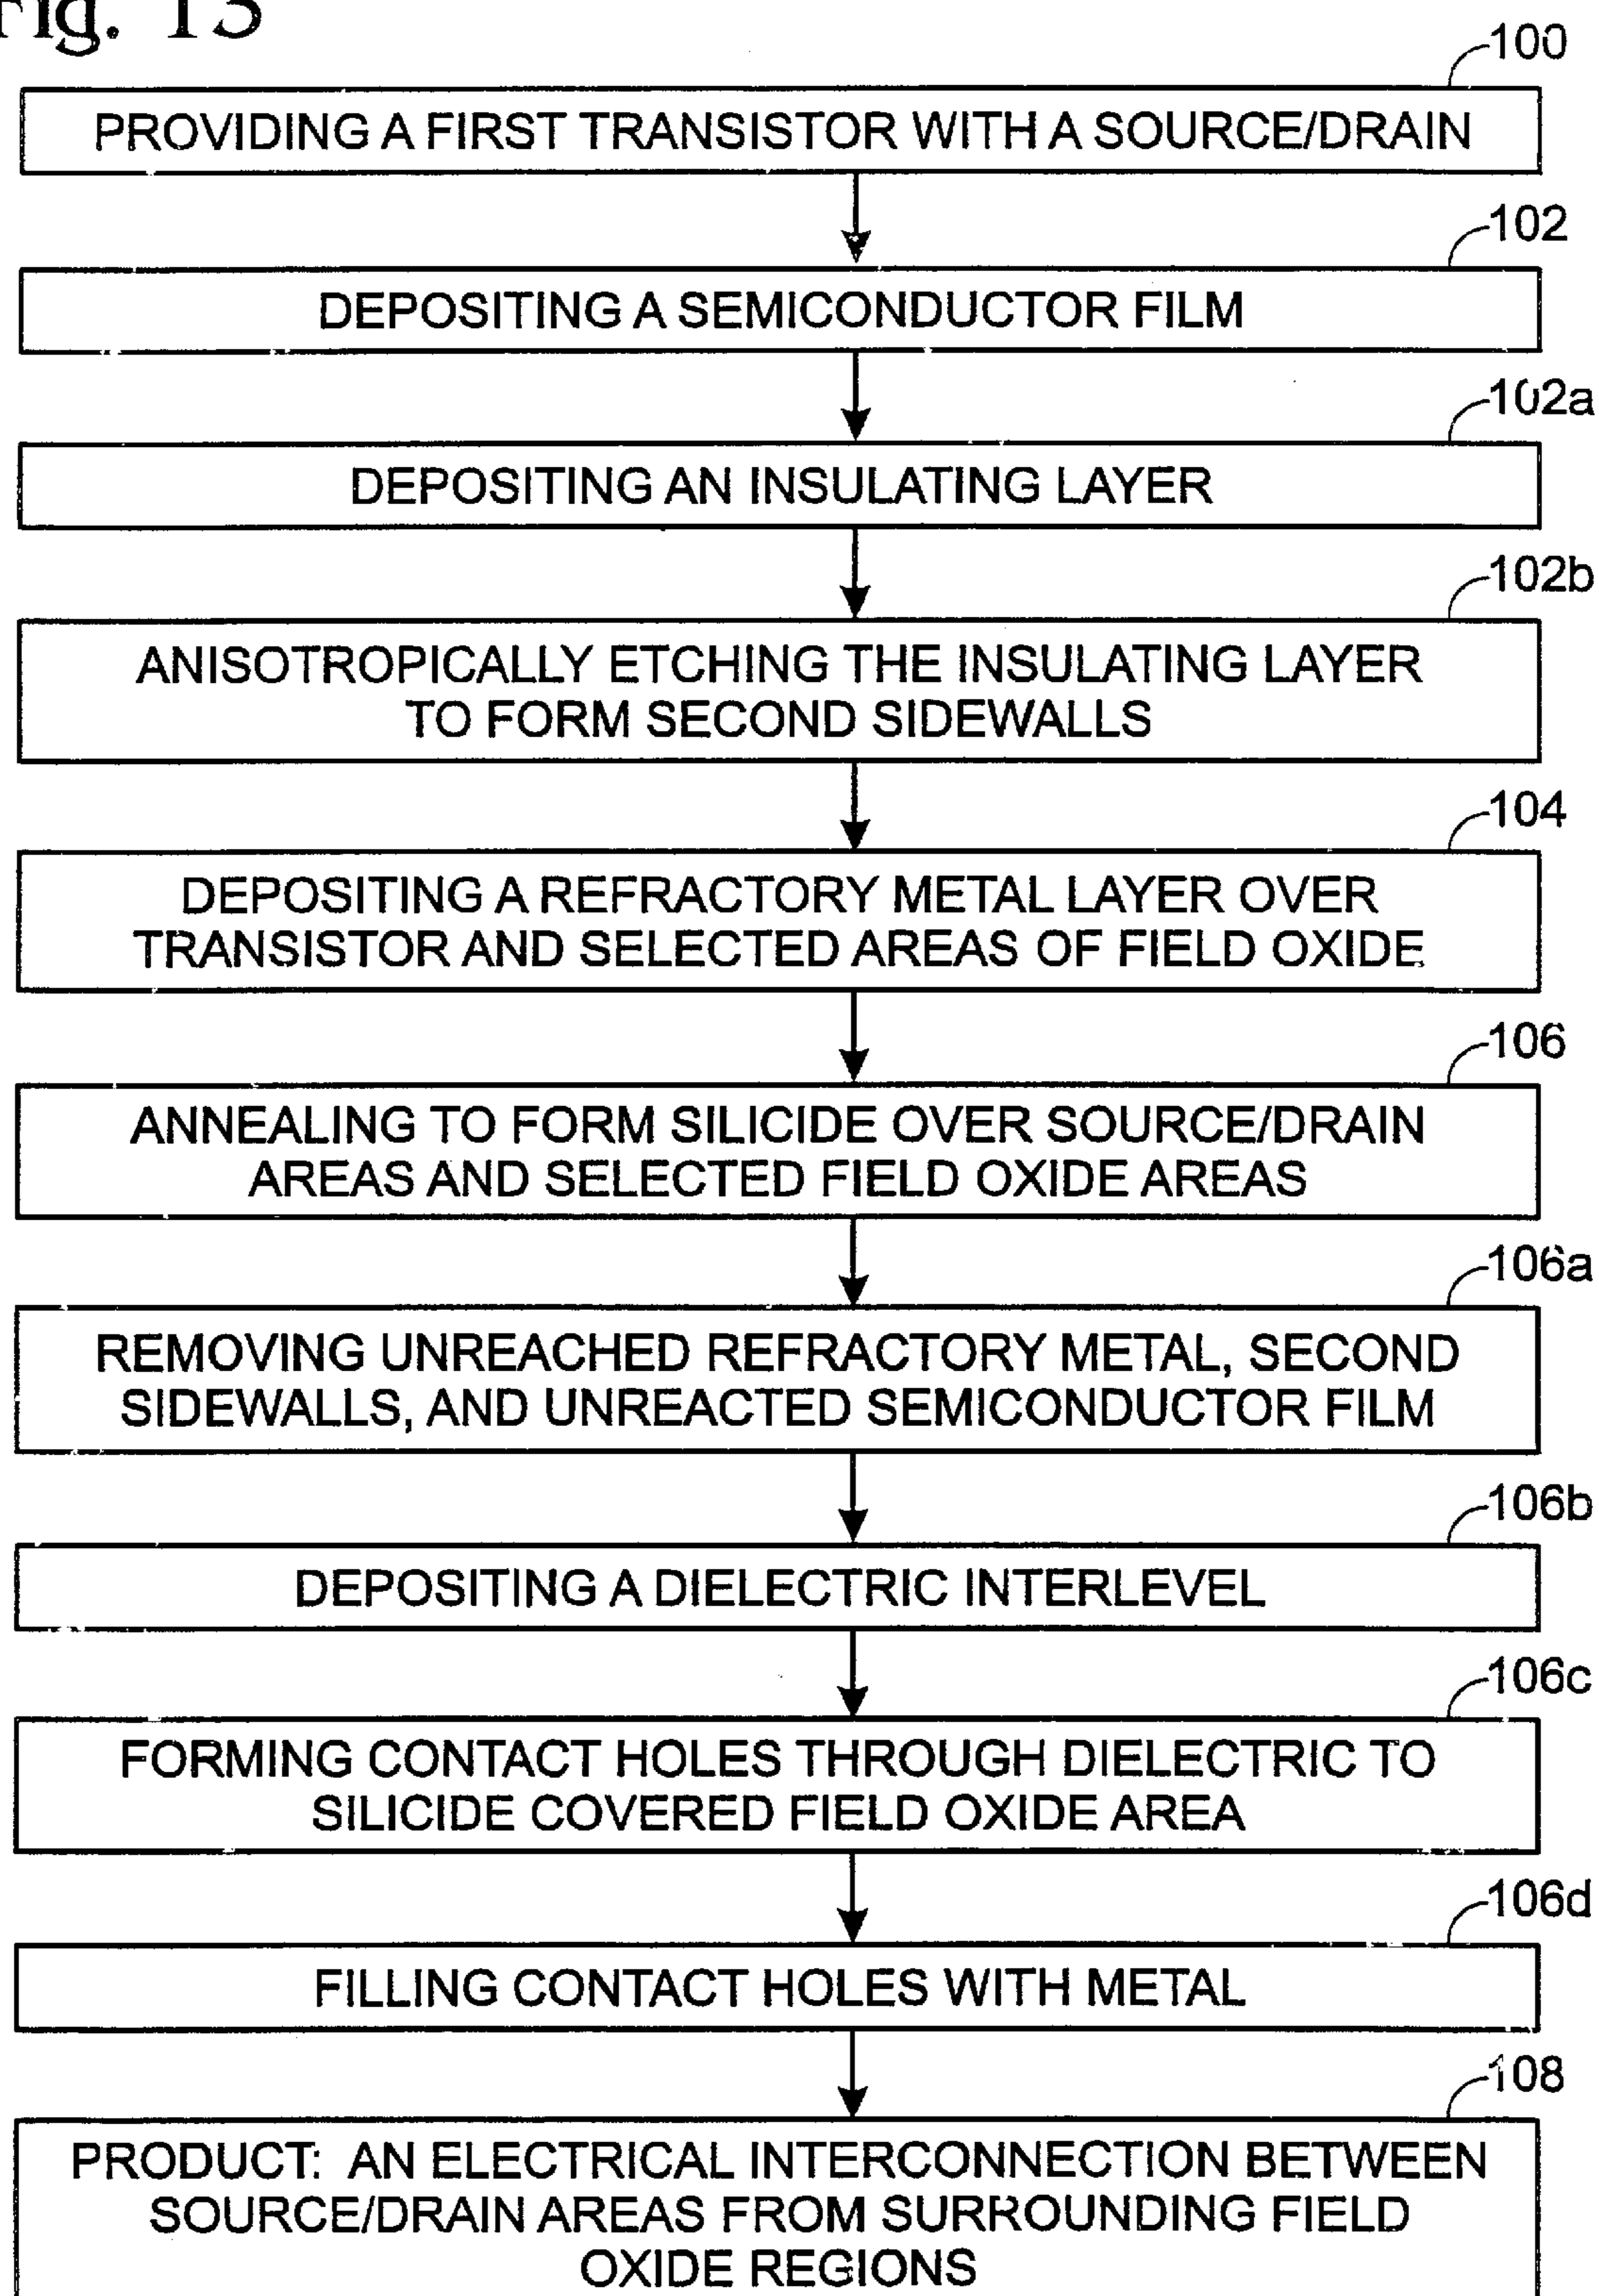 Fig. 13
100
PROVIDING A FIRST TRANSISTOR WITH A SOURCE/DRAIN
102
DEPOSITING A SEMICONDUCTOR FILM
102a
DEPOSITING AN INSULATING LAYER
102b
ANISOTROPICALLY ETCHING THE INSULATING LAYER
TO FORM SECOND SIDEWALLS
104
DEPOSITING A REFRACTORY METAL LAYER OVER
TRANSISTOR AND SELECTED AREAS OF FIELD OXIDE
106
ANNEALING TO FORM SILICIDE OVER SOURCE/DRAIN
AREAS AND SELECTED FIELD OXIDE AREAS
106a
REMOVING UNREACHED REFRACTORY METAL, SECOND
SIDEWALLS, AND UNREACTED SEMICONDUCTOR FILM
106b
DEPOSITING A DIELECTRIC INTERLEVEL
106c
FORMING CONTACT HOLES THROUGH DIELECTRIC TO
SILICIDE COVERED FIELD OXIDE AREA
106d
FILLING CONTACT HOLES WITH METAL
108
PRODUCT: AN ELECTRICAL INTERCONNECTION BETWEEN
SOURCE/DRAIN AREAS FROM SURROUNDING FIELD
OXIDE REGIONS